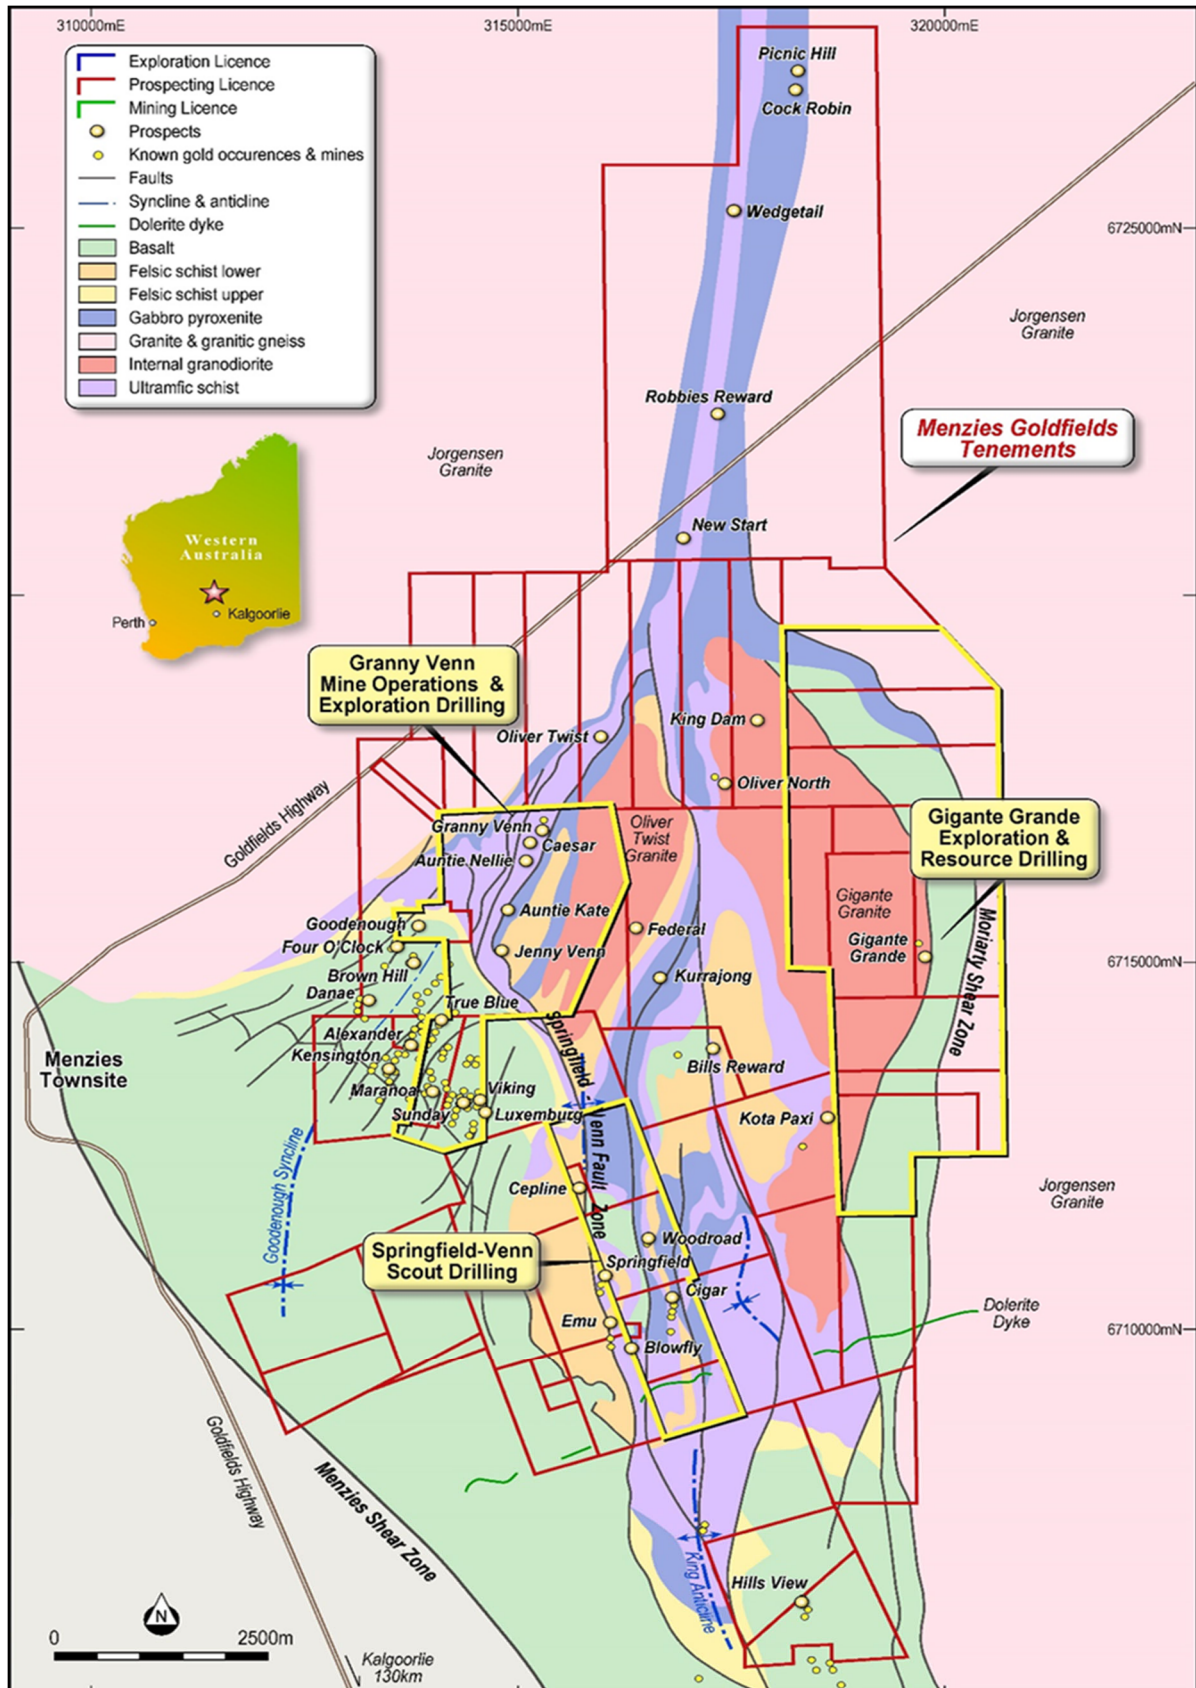 310000mE
315000mE
320000mE
Exploration Licence
Prospecting Licence
Mining Licence
Prospects
Known gold occurences & mines
Faults
Syncline & anticline
Dolerite dyke
Basalt
Felsic schist lower
Felsic schist upper
Gabbro pyroxenite
Granite & granitic gneiss
Internal granodiorite
Ultramfic schist
Picnic Hill
Cock Robin
Wedgetail
6725000mN
Jorgensen
Granite
Robbies Reward
Menzies Goldfields
Tenements
Jorgensen
Granite
New Start
Western
Australia
Perth
Kalgoorlie
Granny Venn
Mine Operations &
Exploration Drilling
King Dam
Oliver Twist
Oliver North
Goldfields Highway
Gigante Grande
Exploration &
Resource Drilling
Granny Venn
Caesar
Auntie Nellie
Oliver
Twist
Granite
Gigante
Granite
Auntie Kate
Goodenough
Federal
Four O'Clock
Jenny Venn
Gigante
Grande
Moriarty Shear Zone
6715000mN
Brown Hill
Kurrajong
Danae
True Blue
Alexander
Kensington
Springfield - Venn Fault Zone
Menzies
Townsite
Bills Reward
Maranoa
Viking
Sunday
Luxemburg
Kota Paxi
Goodenough Syncline
Cepline
Jorgensen
Granite
Woodroad
Springfield-Venn
Scout Drilling
Springfield
Cigar
Emu
Dolerite
Dyke
6710000mN
Blowfly
Goldfields Highway
Menzies Shear Zone
King Anticline
Hills View
N
0
2500m
Kalgoorlie
130km